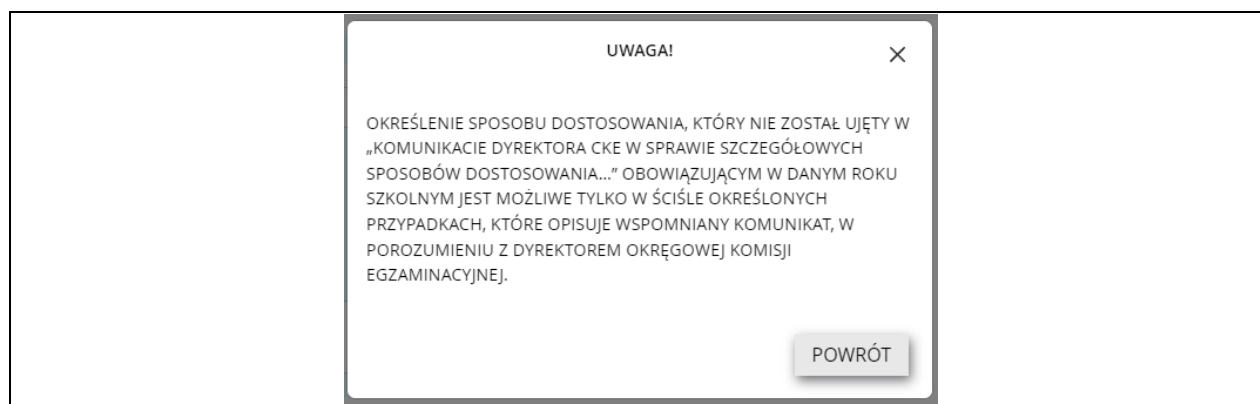 UWAGA!
OKREŚLENIE SPOSOBU DOSTOSOWANIA, KTÓRY NIE ZOSTAŁ UJĘTY W
„KOMUNIKACIE DYREKTORA CKE W SPRAWIE SZCZEGÓŁOWYCH
SPOSOBÓW DOSTOSOWANIA...” OBOWIĄZUJĄCYM W DANYM ROKU
SZKOLNYM JEST MOŻLIWE TYLKO W ŚCIŚLE OKREŚLONYCH
PRZYPADKACH, KTÓRE OPISUJE WSPOMNIANY KOMUNIKAT, W
POROZUMIENIU Z DYREKTOREM OKRĘGOWEJ KOMISJI
EGZAMINACYJNEJ.
POWRÓT